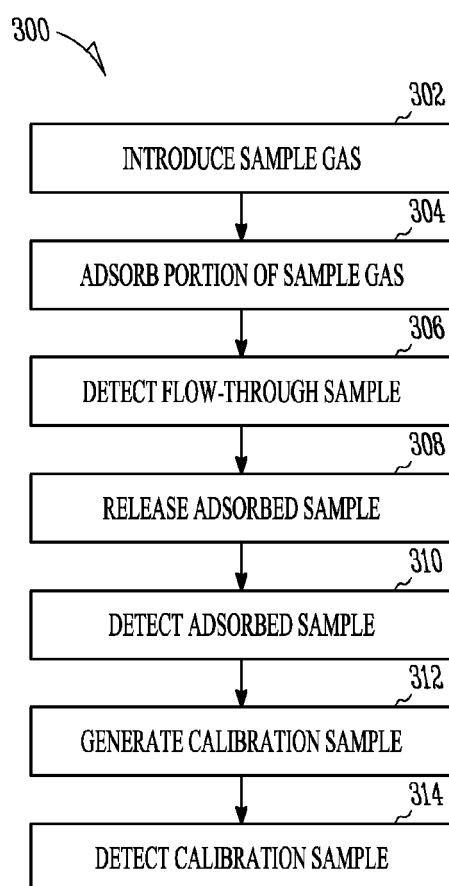 300
302
INTRODUCE SAMPLE GAS
304
ADSORB PORTION OF SAMPLE GAS
306
DETECT FLOW-THROUGH SAMPLE
308
RELEASE ADSORBED SAMPLE
310
DETECT ADSORBED SAMPLE
312
GENERATE CALIBRATION SAMPLE
314
DETECT CALIBRATION SAMPLE